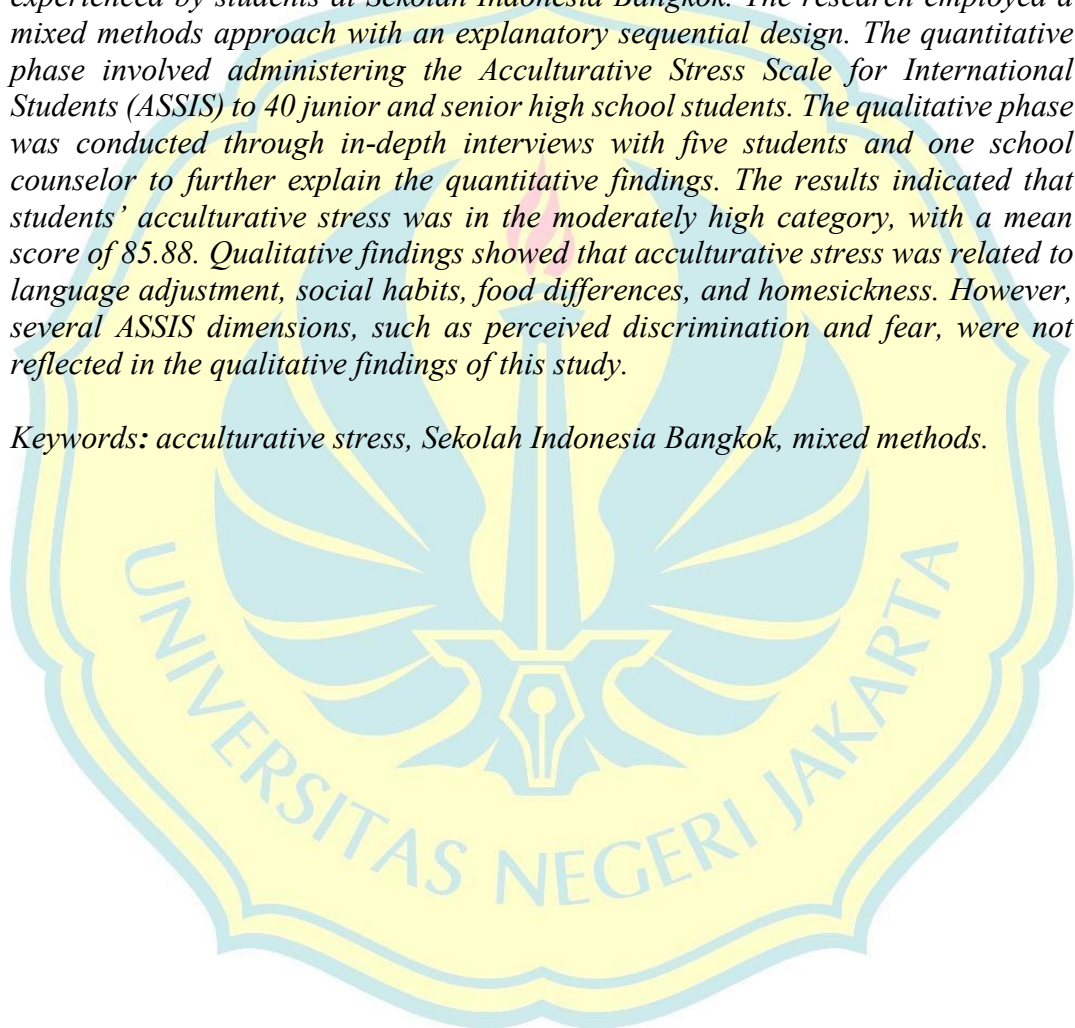 experienced by students at Sekolah Indonesia Bangkok. The research employed a
mixed methods approach with an explanatory sequential design. The quantitative
phase involved administering the Acculturative Stress Scale for International
Students (ASSIS) to 40 junior and senior high school students. The qualitative phase
was conducted through in-depth interviews with five students and one school
counselor to further explain the quantitative findings. The results indicated that
students’ acculturative stress was in the moderately high category, with a mean
score of 85.88. Qualitative findings showed that acculturative stress was related to
language adjustment, social habits, food differences, and homesickness. However,
several ASSIS dimensions, such as perceived discrimination and fear, were not
reflected in the qualitative findings of this study.
Keywords: acculturative stress, Sekolah Indonesia Bangkok, mixed methods.
UNIVERSITAS NEGERI JAKARTA